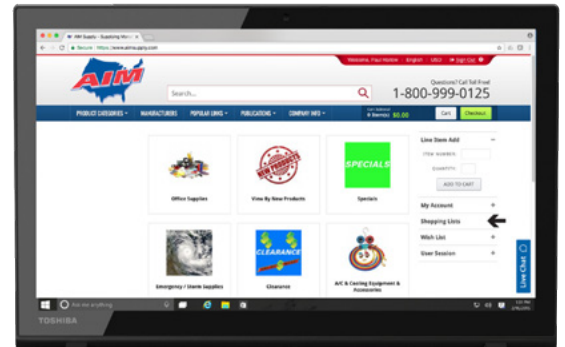 AIM Supply - Supplying Maint
Secure https://www.aimsupply.com
Welcome, Paul Malone English USD Sign Out
AIM
Search...
Questions? Call Toll Free!
1-800-999-0125
PRODUCT CATEGORIES MANUFACTURERS POPULAR LINKS PUBLICATIONS COMPANY INFO
0 Item(s) $0.00 Cart Checkout
Line Item Add
ITEM NUMBER:
QUANTITY:
ADD TO CART
NEW PRODUCTS
SPECIALS
Office Supplies View By New Products Specials
My Account
Shopping Lists
Wish List
User Session
CLEARANCE
Live Chat
Emergency / Storm Supplies Clearance A/C & Cooling Equipment &
Accessories
Ask me anything
TOSHIBA